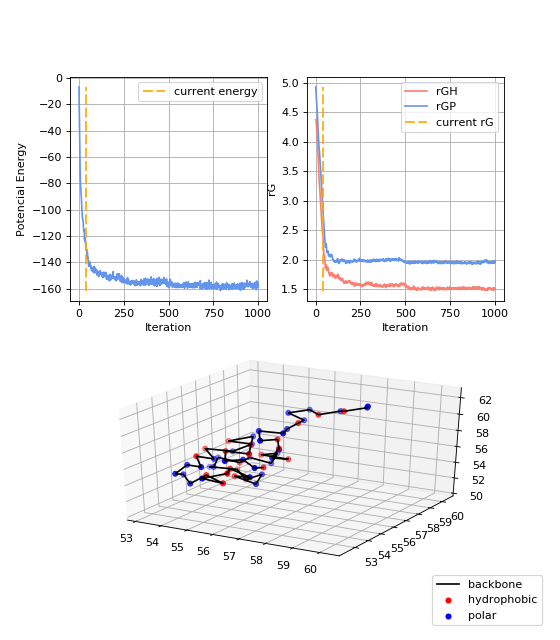 0
−20
−40
−60
−80
−100
−120
−140
−160
Potencial Energy
0 250 500 750 1000
Iteration
current energy
5.0
4.5
4.0
3.5
3.0
2.5
2.0
1.5
rG
0 250 500 750 1000
Iteration
rGH
rGP
current rG
53 54 55 56 57 58 59 60
53 54 55 56 57 58 59 60
62
60
58
56
54
52
50
backbone
hydrophobic
polar